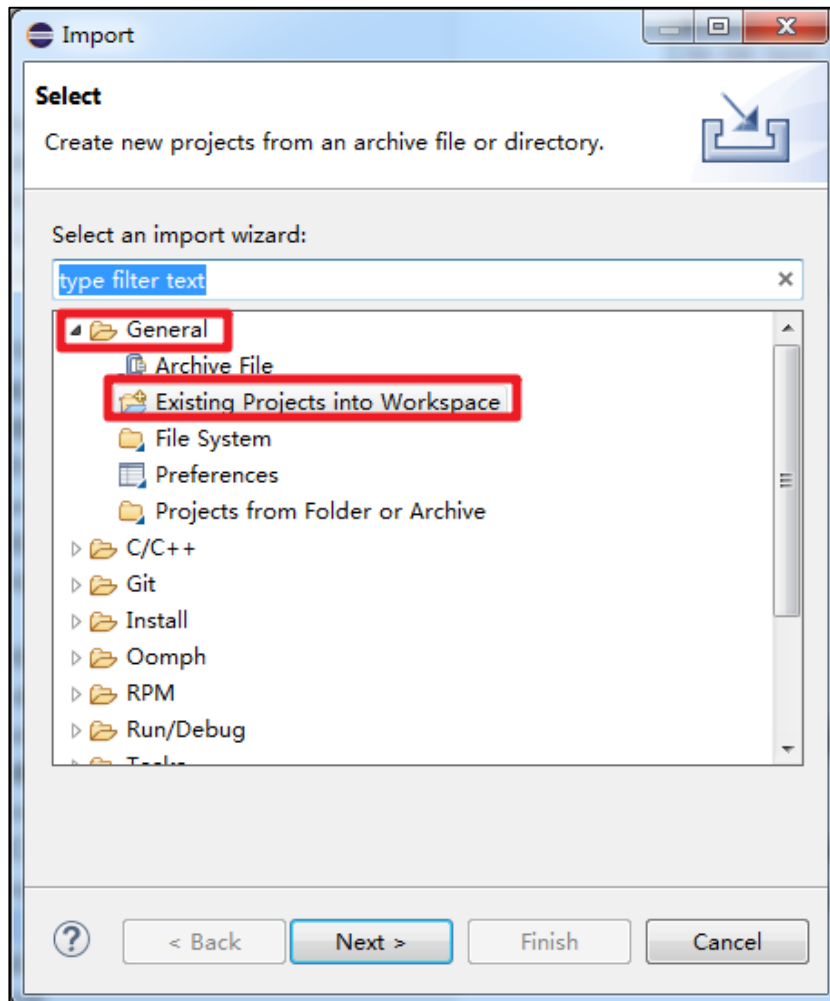 Import
Select
Create new projects from an archive file or directory.
Select an import wizard:
type filter text
General
Archive File
Existing Projects into Workspace
File System
Preferences
Projects from Folder or Archive
C/C++
Git
Install
Oomph
RPM
Run/Debug
Tasks
< Back
Next >
Finish
Cancel